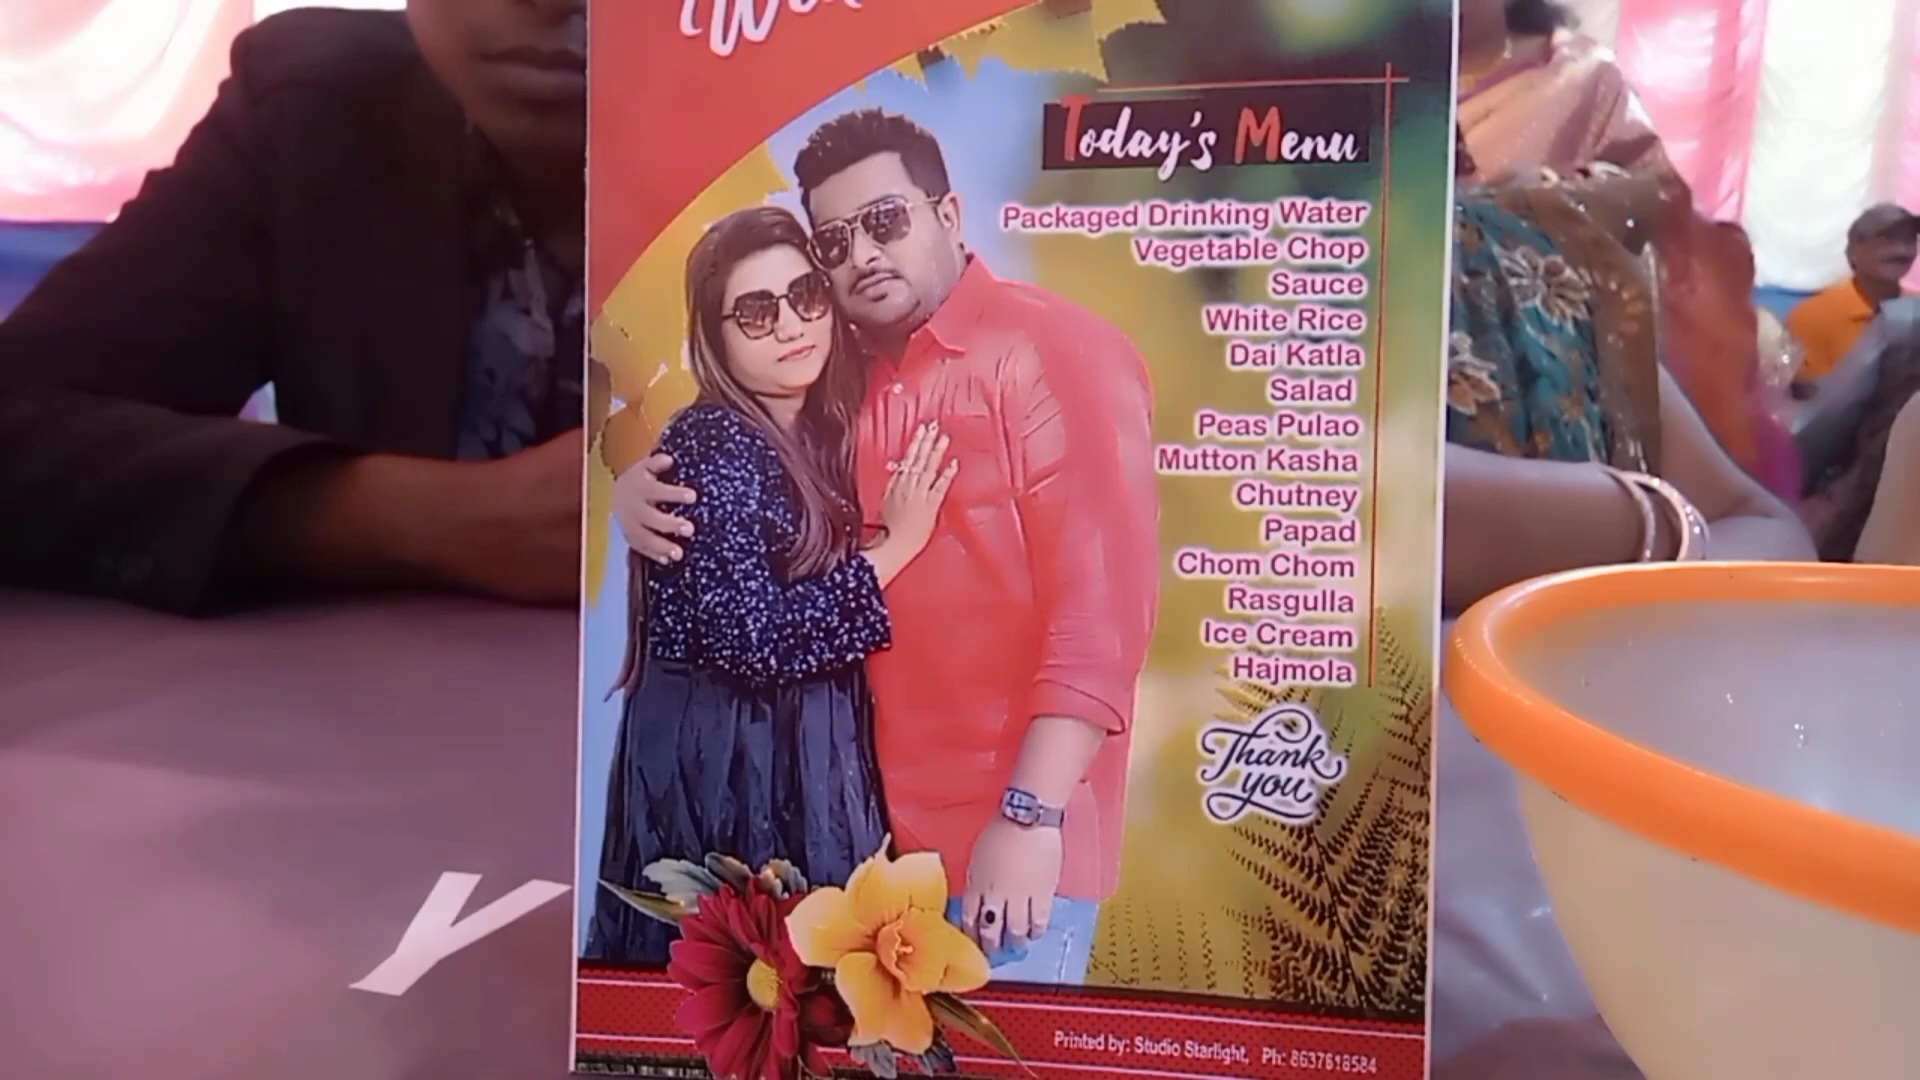 Today's Menu
Packaged Drinking Water
Vegetable Chop
Sauce
White Rice
Dai Katla
Salad
Peas Pulao
Mutton Kasha
Chutney
Papad
Chom Chom
Rasgulla
Ice Cream
Hajmola
Thank
you
Y
Printed by: Studio Starlight, Ph: 8637618584